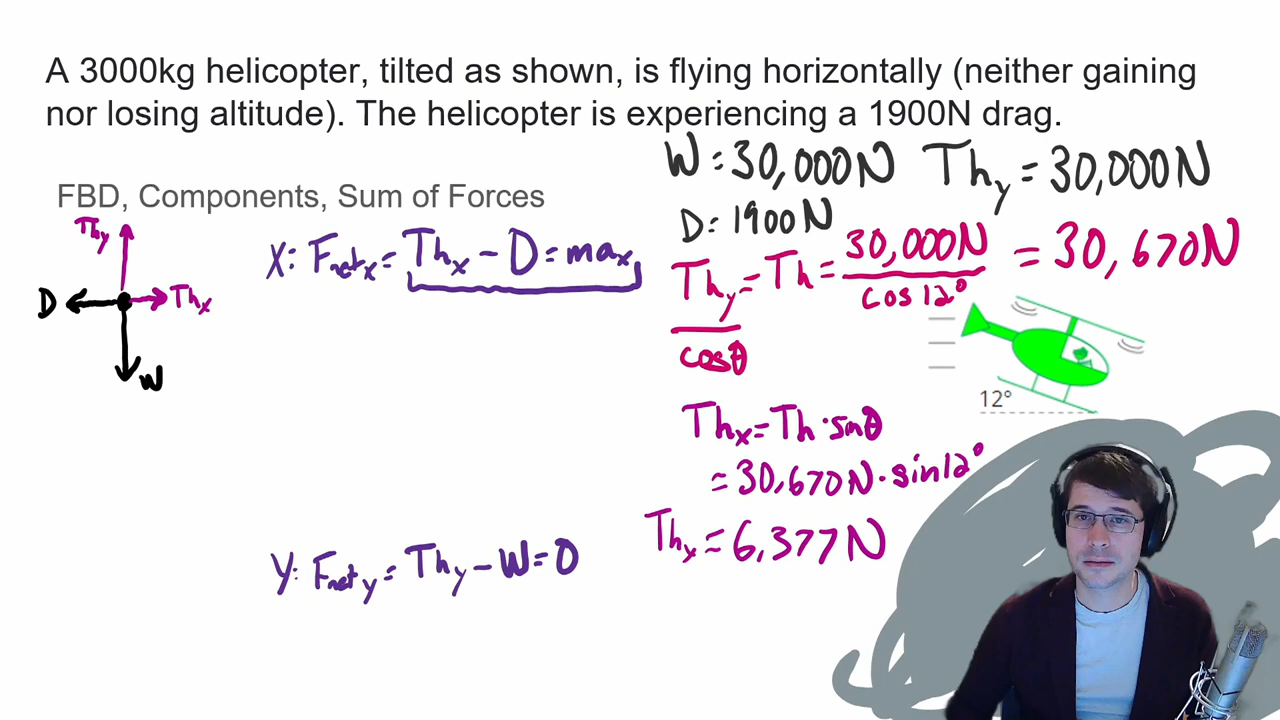 A 3000kg helicopter, tilted as shown, is flying horizontally (neither gaining
nor losing altitude). The helicopter is experiencing a 1900N drag.
W = 30,000N Thy = 30,000N
FBD, Components, Sum of Forces
D = 1900N
Thy
X: Fnetx = Thx - D = max
Thy/cosθ = Th = 30,000N/cos12° = 30,670N
D
Thx
W
12°
Thx = Th · sinθ
= 30,670N · sin12°
Thx = 6,377N
Y: Fnety = Thy - W = 0